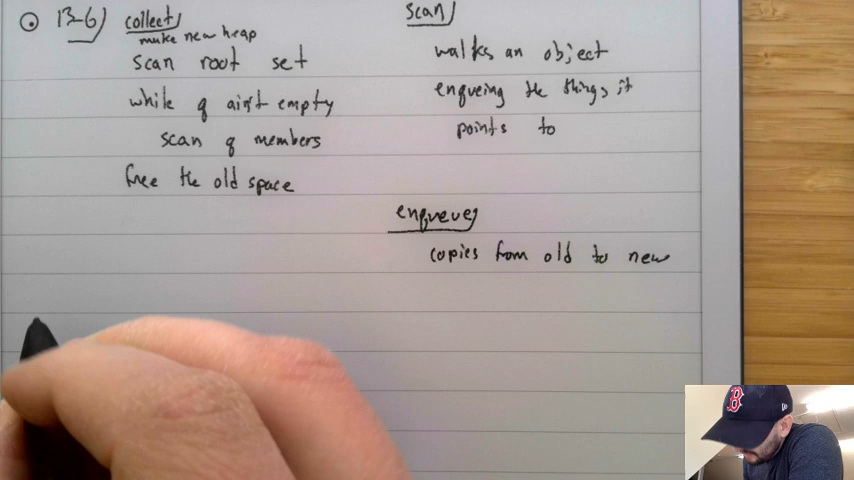 13-6) collect/
make new heap
scan root set
while q ain't empty
scan q members
free the old space
scan/
walks an object
enqueing the things it
points to
enqueue/
copies from old to new
B